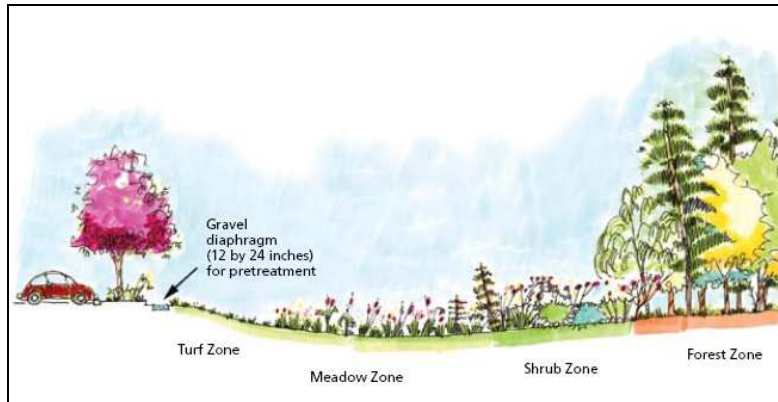 Gravel
diaphragm
(12 by 24 inches)
for pretreatment
Turf Zone
Meadow Zone
Shrub Zone
Forest Zone